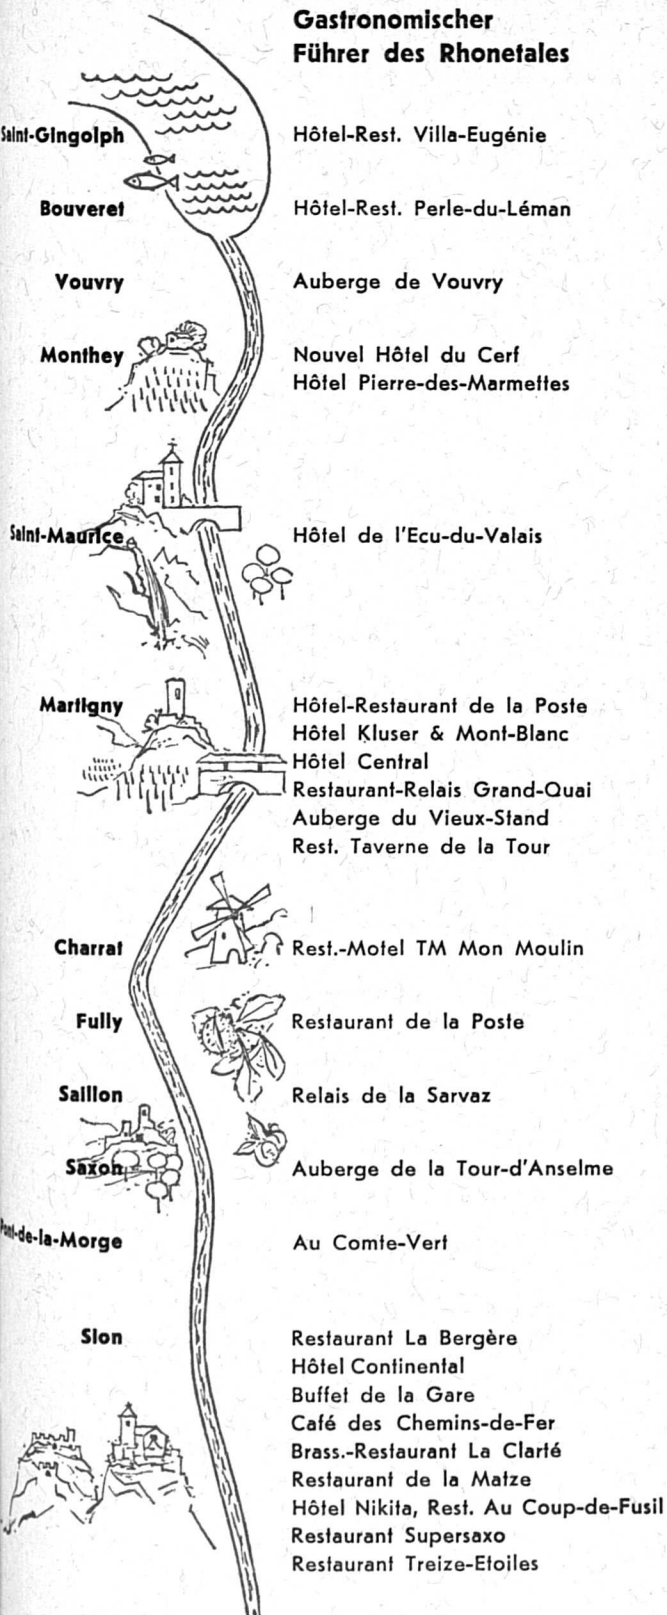 Gastronomischer
Führer des Rhonetales
Saint-Gingolph Hôtel-Rest. Villa-Eugénie
Bouveret Hôtel-Rest. Perle-du-Léman
Vouvry Auberge de Vouvry
Monthey Nouvel Hôtel du Cerf
Hôtel Pierre-des-Marmettes
Saint-Maurice Hôtel de l'Ecu-du-Valais
Martigny Hôtel-Restaurant de la Poste
Hôtel Kluser & Mont-Blanc
Hôtel Central
Restaurant-Relais Grand-Quai
Auberge du Vieux-Stand
Rest. Taverne de la Tour
Charrat Rest.-Motel TM Mon Moulin
Fully Restaurant de la Poste
Saillon Relais de la Sarvaz
Saxon Auberge de la Tour-d'Anselme
Pont-de-la-Morge Au Comte-Vert
Sion Restaurant La Bergère
Hôtel Continental
Buffet de la Gare
Café des Chemins-de-Fer
Brass.-Restaurant La Clarté
Restaurant de la Matze
Hôtel Nikita, Rest. Au Coup-de-Fusil
Restaurant Supersaxo
Restaurant Treize-Etoiles